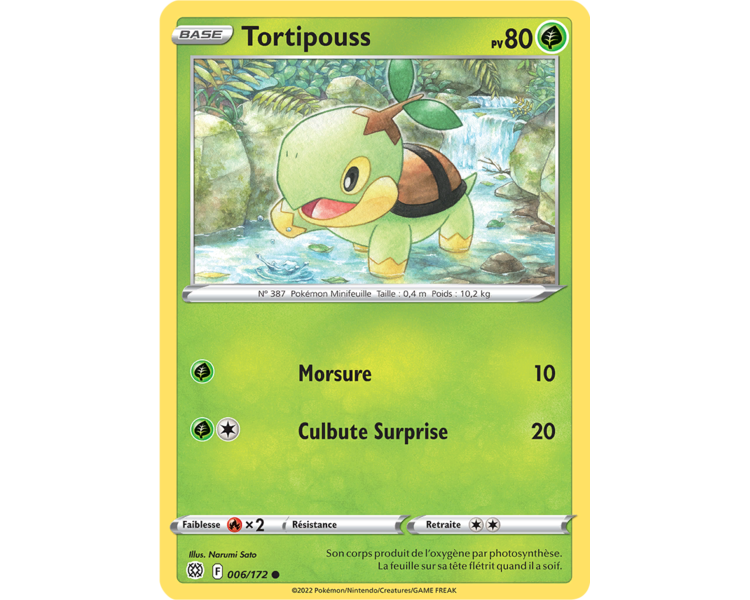 BASE Tortipouss PV 80
N° 387 Pokémon Minifeuille Taille : 0,4 m Poids : 10,2 kg
Morsure 10
Culbute Surprise 20
Faiblesse ×2 Résistance Retraite
Illus. Narumi Sato
Son corps produit de l'oxygène par photosynthèse.
La feuille sur sa tête flétrit quand il a soif.
F 006/172
©2022 Pokémon/Nintendo/Creatures/GAME FREAK